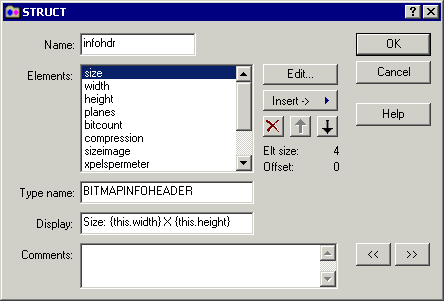 STRUCT
Name: infohdr
OK
Elements: size
width
height
planes
bitcount
compression
sizeimage
xpelspermeter
Edit...
Cancel
Insert ->
Help
Elt size: 4
Offset: 0
Type name: BITMAPINFOHEADER
Display: Size: {this.width} X {this.height}
Comments:
<< >>